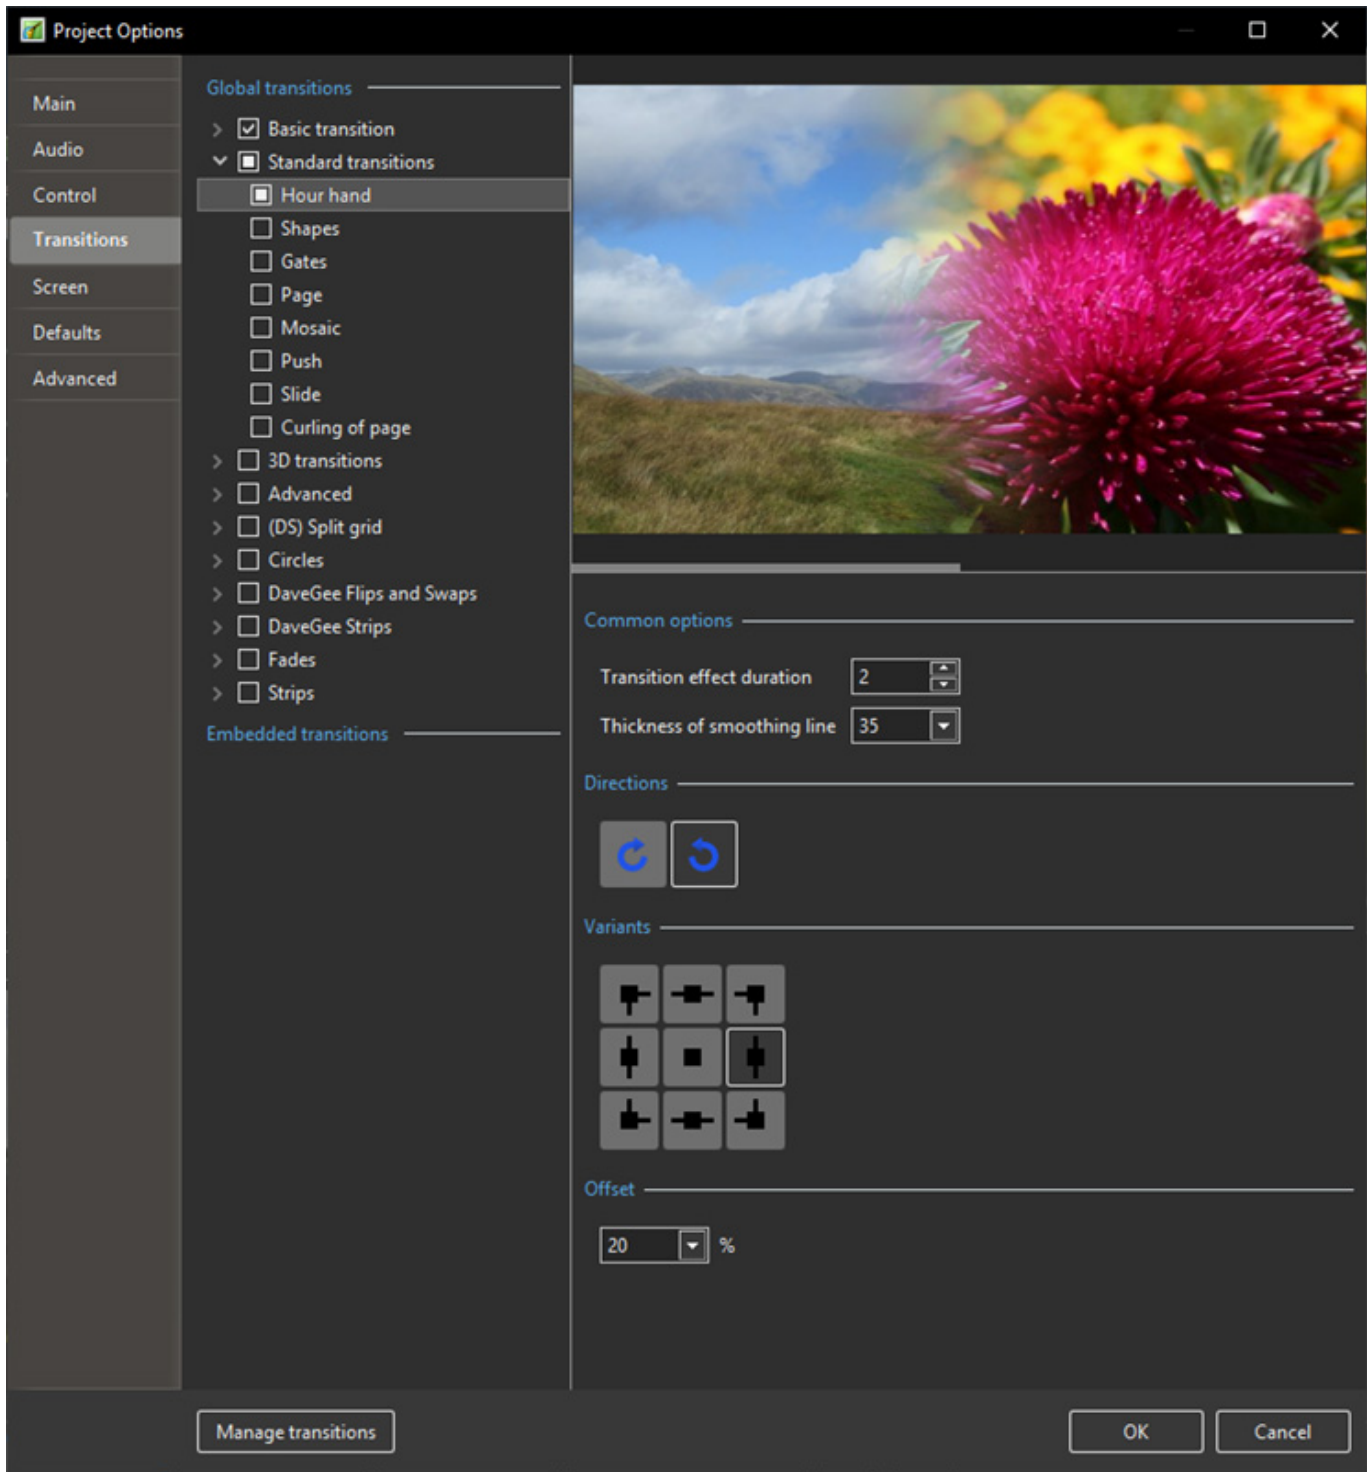 Project Options
Main
Audio
Control
Transitions
Screen
Defaults
Advanced
Global transitions
Basic transition
Standard transitions
Hour hand
Shapes
Gates
Page
Mosaic
Push
Slide
Curling of page
3D transitions
Advanced
(DS) Split grid
Circles
DaveGee Flips and Swaps
DaveGee Strips
Fades
Strips
Embedded transitions
Common options
Transition effect duration 2
Thickness of smoothing line 35
Directions
Variants
Offset
20 %
Manage transitions
OK
Cancel